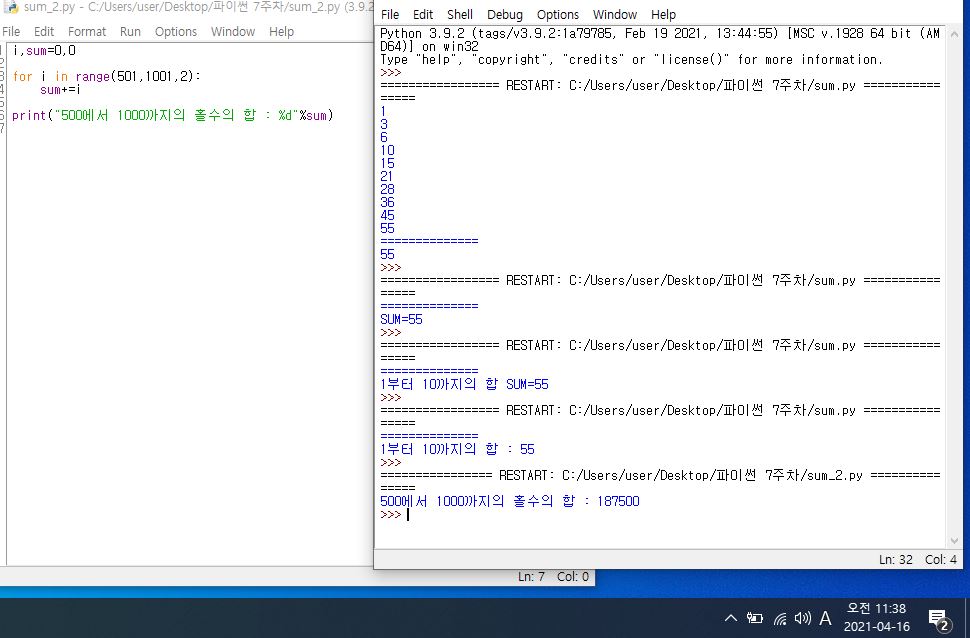 sum_2.py - C:/Users/user/Desktop/파이썬 7주차/sum_2.py (3.9.2
File Edit Format Run Options Window Help
1 i,sum=0,0
2
3 for i in range(501,1001,2):
4     sum+=i
5
6 print("500에서 1000까지의 홀수의 합 : %d"%sum)
7
Ln: 7 Col: 0
File Edit Shell Debug Options Window Help
Python 3.9.2 (tags/v3.9.2:1a79785, Feb 19 2021, 13:44:55) [MSC v.1928 64 bit (AM
D64)] on win32
Type "help", "copyright", "credits" or "license()" for more information.
>>>
================= RESTART: C:/Users/user/Desktop/파이썬 7주차/sum.py ===========
=====
1
3
6
10
15
21
28
36
45
55
==============
55
>>>
================= RESTART: C:/Users/user/Desktop/파이썬 7주차/sum.py ===========
=====
==============
SUM=55
>>>
================= RESTART: C:/Users/user/Desktop/파이썬 7주차/sum.py ===========
=====
==============
1부터 10까지의 합 SUM=55
>>>
================= RESTART: C:/Users/user/Desktop/파이썬 7주차/sum.py ===========
=====
==============
1부터 10까지의 합 : 55
>>>
================ RESTART: C:/Users/user/Desktop/파이썬 7주차/sum_2.py ==========
=====
500에서 1000까지의 홀수의 합 : 187500
>>>
Ln: 32 Col: 4
A
오전 11:38
2021-04-16
2